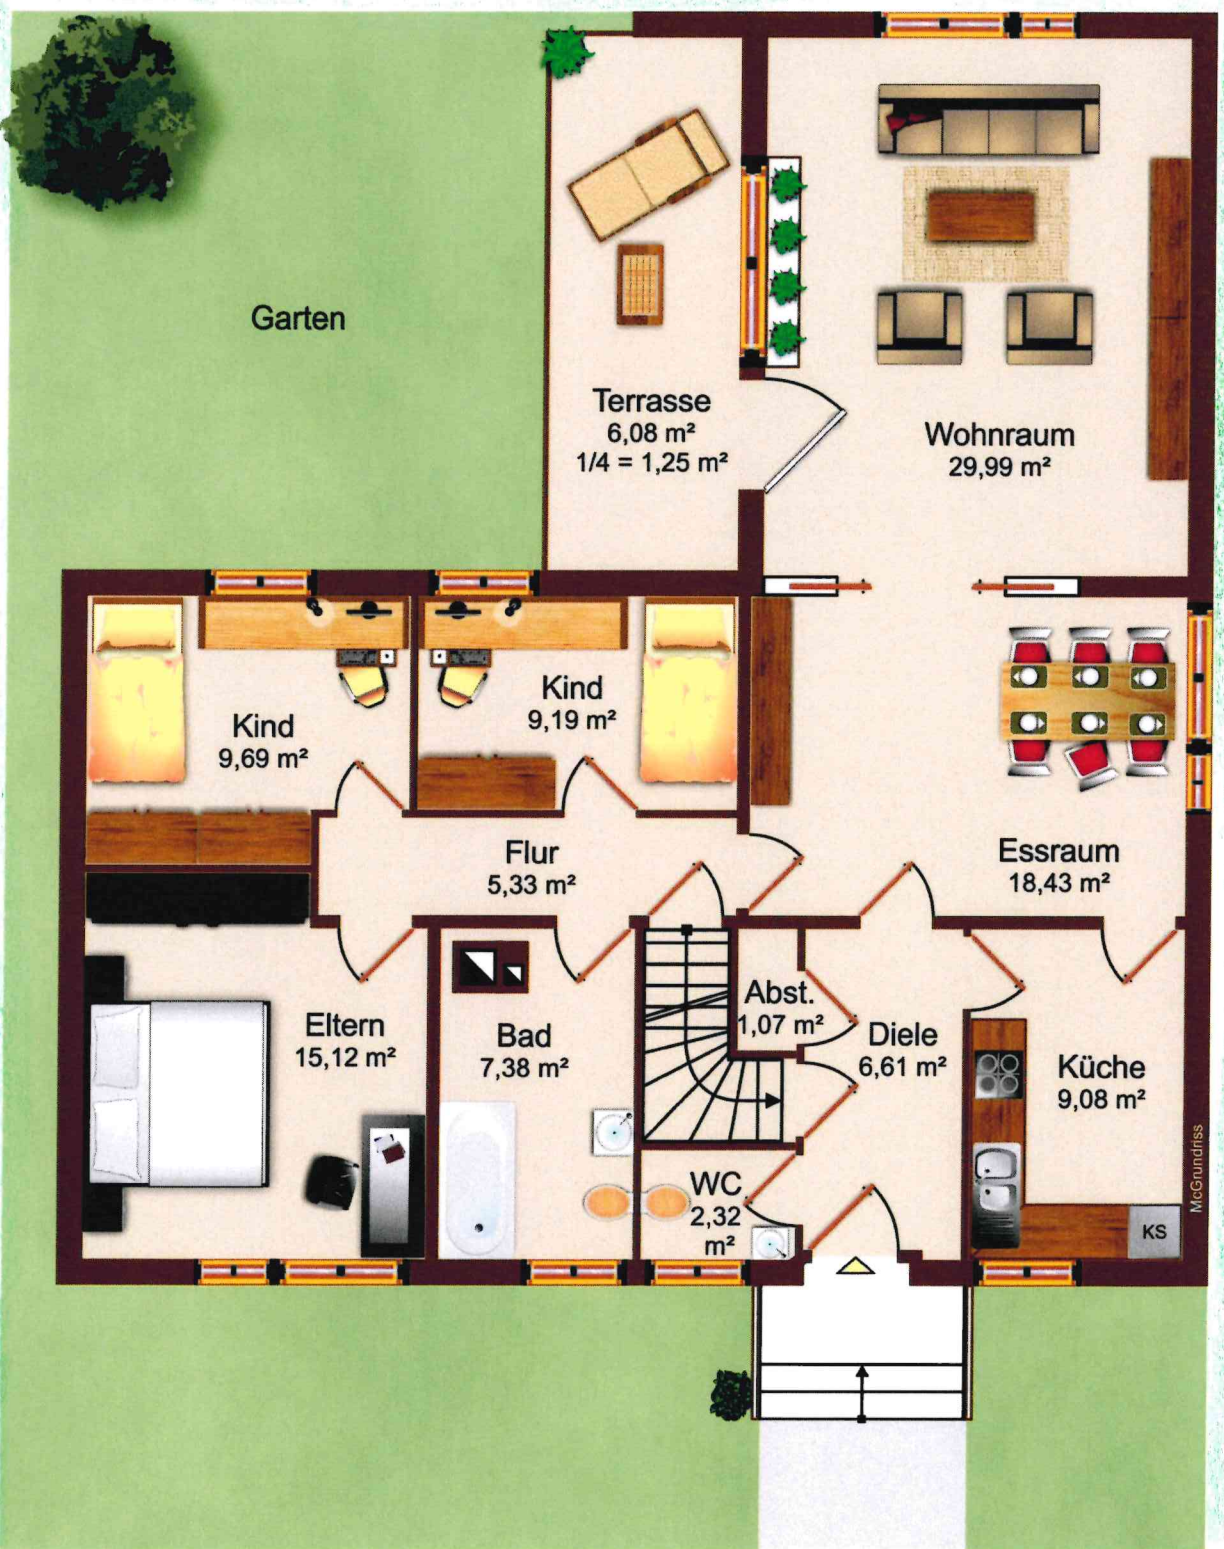 Garten
Terrasse
6,08 m²
1/4 = 1,25 m²
Wohnraum
29,99 m²
Kind
9,69 m²
Kind
9,19 m²
Flur
5,33 m²
Essraum
18,43 m²
Eltern
15,12 m²
Bad
7,38 m²
Abst.
1,07 m²
Diele
6,61 m²
Küche
9,08 m²
WC
2,32
m²
KS
McGrundriss